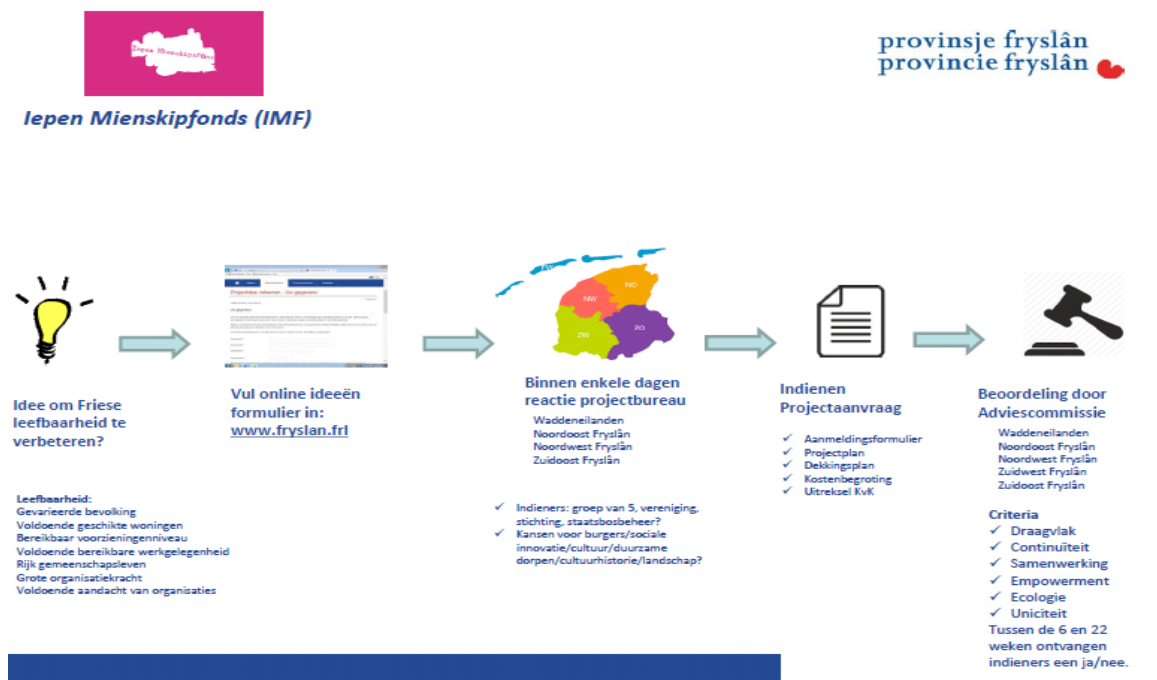 Iepen Mienskipfûns
provinsje fryslân
provincie fryslân
Iepen Mienskipfonds (IMF)
NO
NW
ZW
ZO
Idee om Friese
leefbaarheid te
verbeteren?
Leefbaarheid:
Gevarieerde bevolking
Voldoende geschikte woningen
Bereikbaar voorzieningenniveau
Voldoende bereikbare werkgelegenheid
Rijk gemeenschapsleven
Grote organisatiekracht
Voldoende aandacht van organisaties
Vul online ideeën
formulier in:
www.fryslan.frl
Binnen enkele dagen
reactie projectbureau
Waddeneilanden
Noordoost Fryslân
Noordwest Fryslân
Zuidoost Fryslân
✓ Indieners: groep van 5, vereniging,
stichting, staatsbosbeheer?
✓ Kansen voor burgers/sociale
innovatie/cultuur/duurzame
dorpen/cultuurhistorie/landschap?
Indienen
Projectaanvraag
✓ Aanmeldingsformulier
✓ Projectplan
✓ Dekkingsplan
✓ Kostenbegroting
✓ Uitreksel KvK
Beoordeling door
Adviescommissie
Waddeneilanden
Noordoost Fryslân
Noordwest Fryslân
Zuidwest Fryslân
Zuidoost Fryslân
Criteria
✓ Draagvlak
✓ Continuïteit
✓ Samenwerking
✓ Empowerment
✓ Ecologie
✓ Uniciteit
Tussen de 6 en 22
weken ontvangen
indieners een ja/nee.